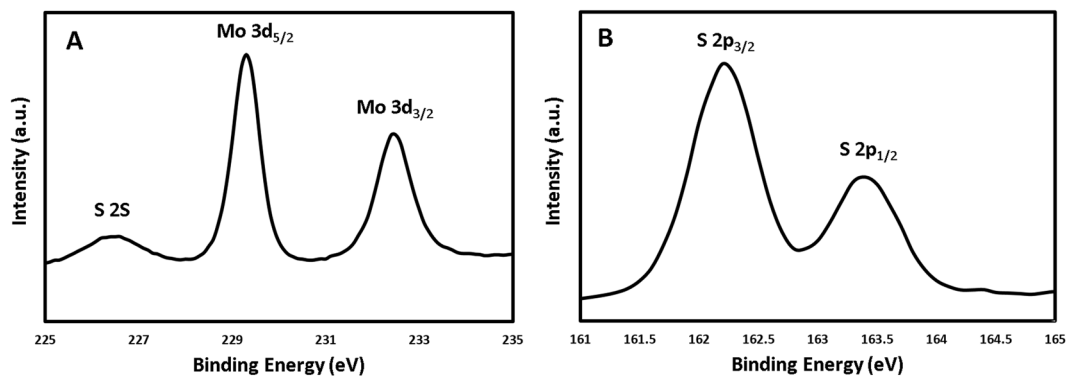 A
Mo 3d5/2
Mo 3d3/2
S 2S
Intensity (a.u.)
225 227 229 231 233 235
Binding Energy (eV)
B
S 2p3/2
S 2p1/2
Intensity (a.u.)
161 161.5 162 162.5 163 163.5 164 164.5 165
Binding Energy (eV)